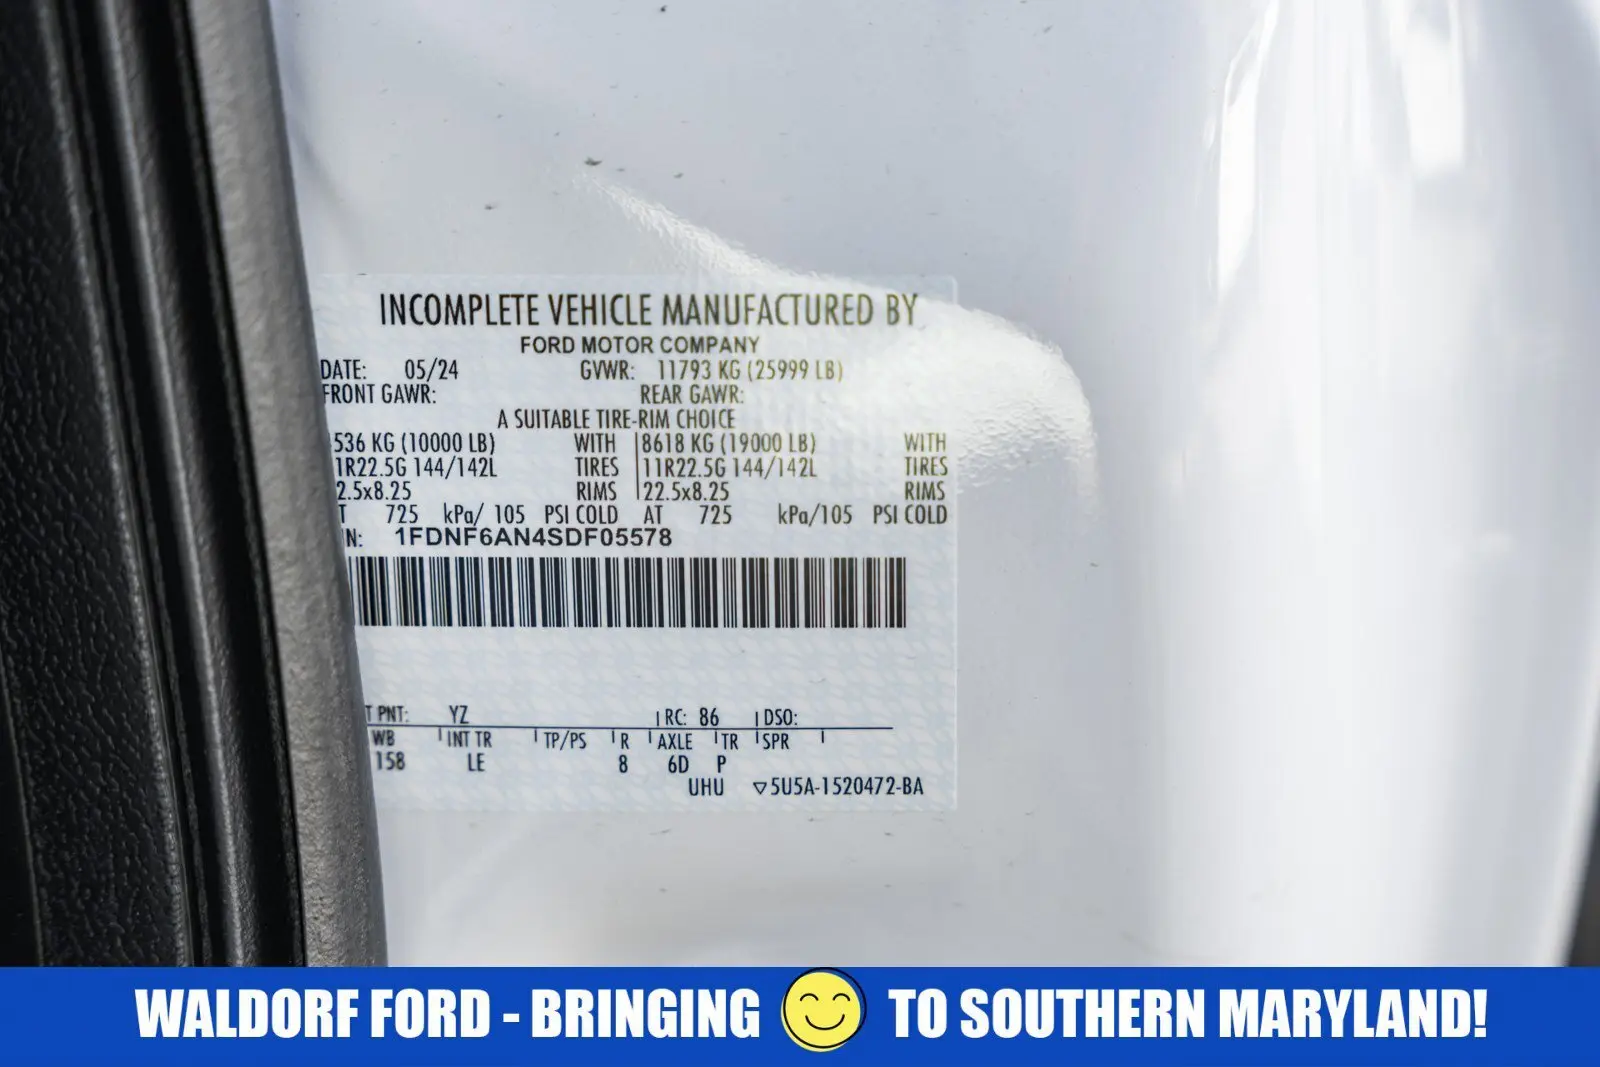 INCOMPLETE VEHICLE MANUFACTURED BY
FORD MOTOR COMPANY
DATE: 05/24 GVWR: 11793 KG (25999 LB)
FRONT GAWR: REAR GAWR:
A SUITABLE TIRE-RIM CHOICE
536 KG (10000 LB) WITH 8618 KG (19000 LB) WITH
1R22.5G 144/142L TIRES 11R22.5G 144/142L TIRES
2.5x8.25 RIMS 22.5x8.25 RIMS
T 725 kPa/ 105 PSI COLD AT 725 kPa/105 PSI COLD
N: 1FDNF6AN4SDF05578
T PNT: YZ RC: 86 DSO:
WB INT TR TP/PS R AXLE TR SPR
158 LE 8 6D P
UHU ▽5U5A-1520472-BA
WALDORF FORD - BRINGING TO SOUTHERN MARYLAND!